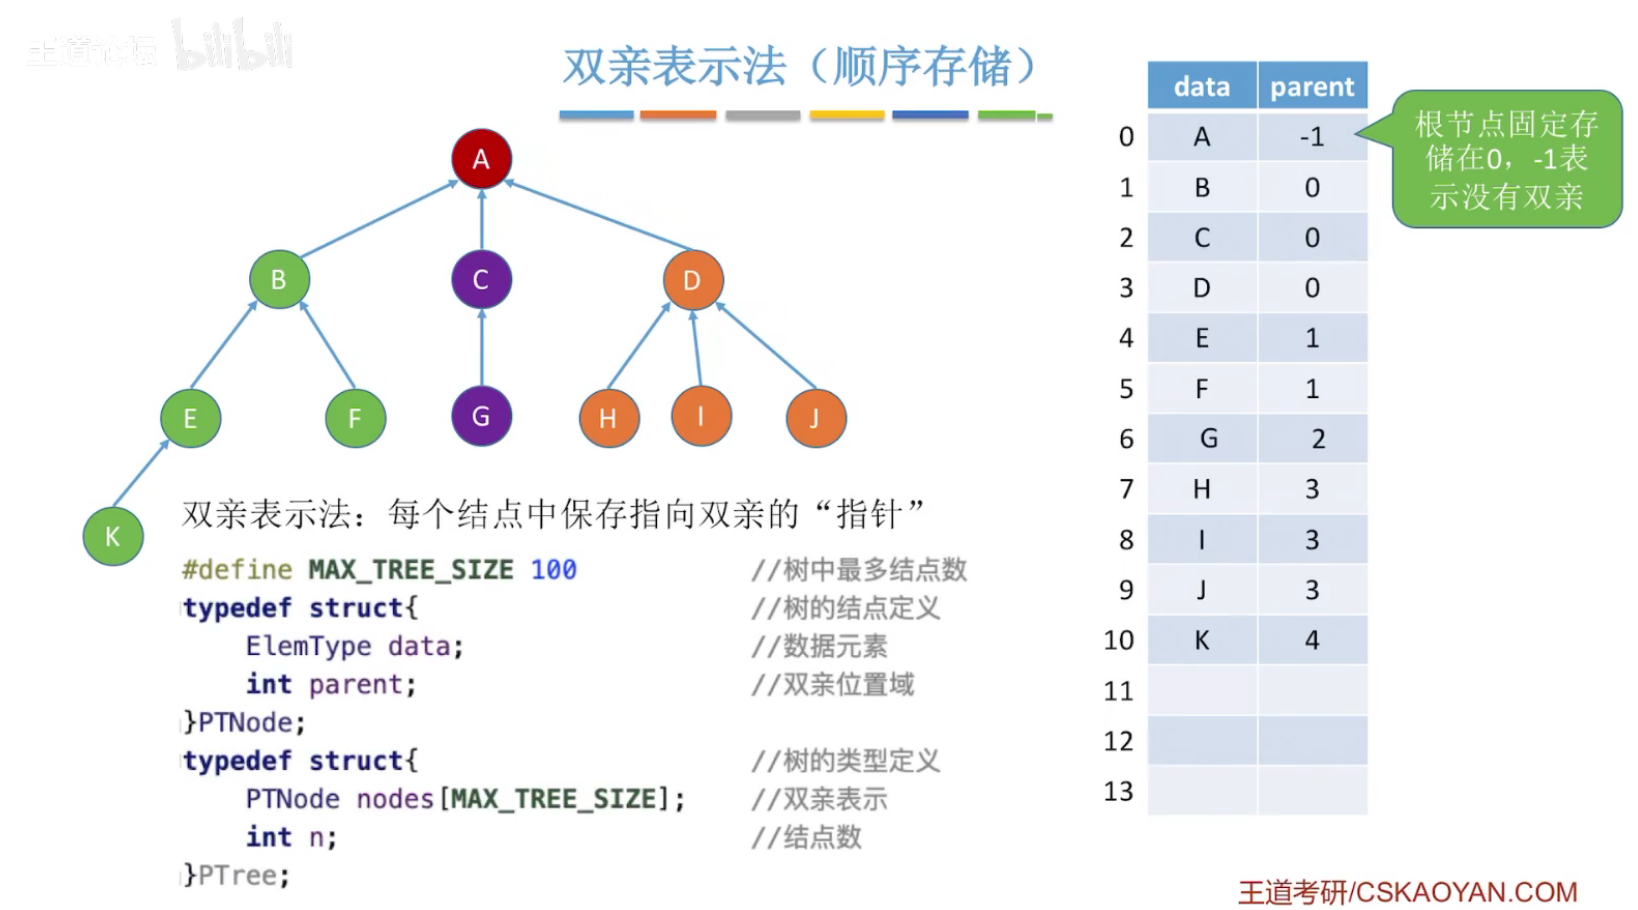 王道论坛 bilibili
双亲表示法（顺序存储）
data parent
0 A -1
1 B 0
2 C 0
3 D 0
4 E 1
5 F 1
6 G 2
7 H 3
8 I 3
9 J 3
10 K 4
11
12
13
根节点固定存
储在0，-1表
示没有双亲
A
B C D
E F G H I J
K
双亲表示法：每个结点中保存指向双亲的“指针”
#define MAX_TREE_SIZE 100 //树中最多结点数
typedef struct{ //树的结点定义
ElemType data; //数据元素
int parent; //双亲位置域
}PTNode;
typedef struct{ //树的类型定义
PTNode nodes[MAX_TREE_SIZE]; //双亲表示
int n; //结点数
}PTree;
王道考研/CSKAOYAN.COM